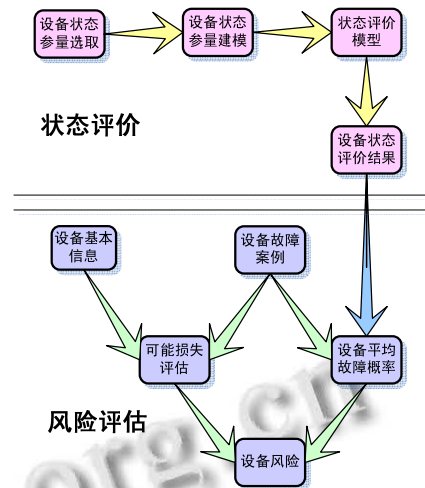 设备状态
参量选取
设备状态
参量建模
状态评价
模型
状态评价
设备状态
评价结果
设备基本
信息
设备故障
案例
可能损失
评估
设备平均
故障概率
风险评估
设备风险
org.cn